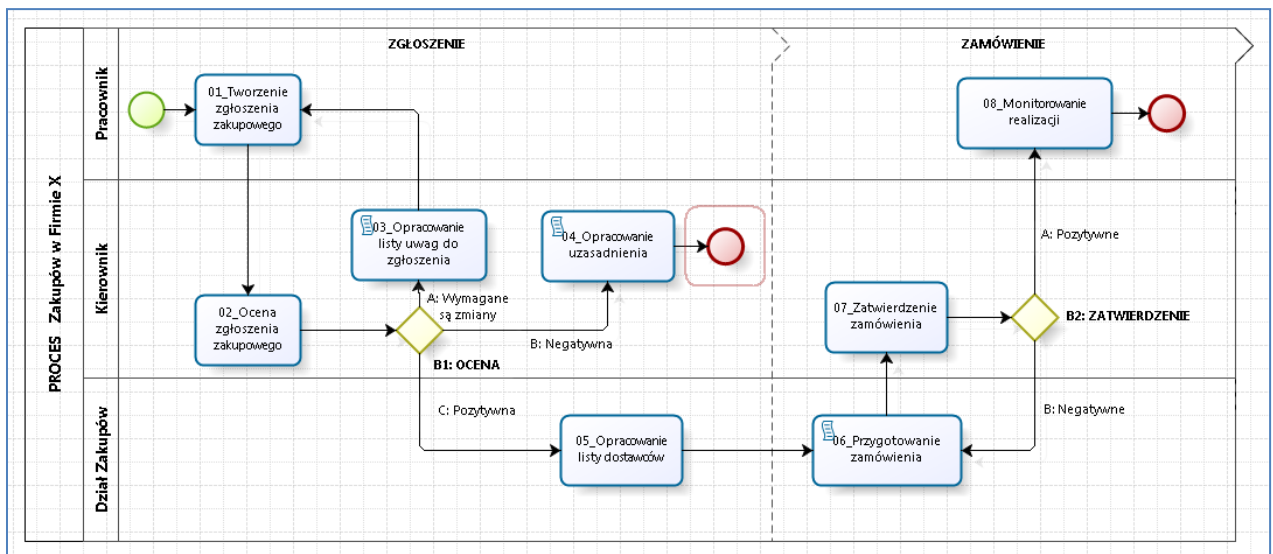 PROCES Zakupów w Firmie X
ZGŁOSZENIE
ZAMÓWIENIE
Pracownik
01_Tworzenie
zgłoszenia
zakupowego
08_Monitorowanie
realizacji
Kierownik
03_Opracowanie
listy uwag do
zgłoszenia
04_Opracowanie
uzasadnienia
A: Pozytywne
02_Ocena
zgłoszenia
zakupowego
A: Wymagane
są zmiany
B: Negatywna
B1: OCENA
07_Zatwierdzenie
zamówienia
B2: ZATWIERDZENIE
Dział Zakupów
C: Pozytywna
05_Opracowanie
listy dostawców
06_Przygotowanie
zamówienia
B: Negatywne